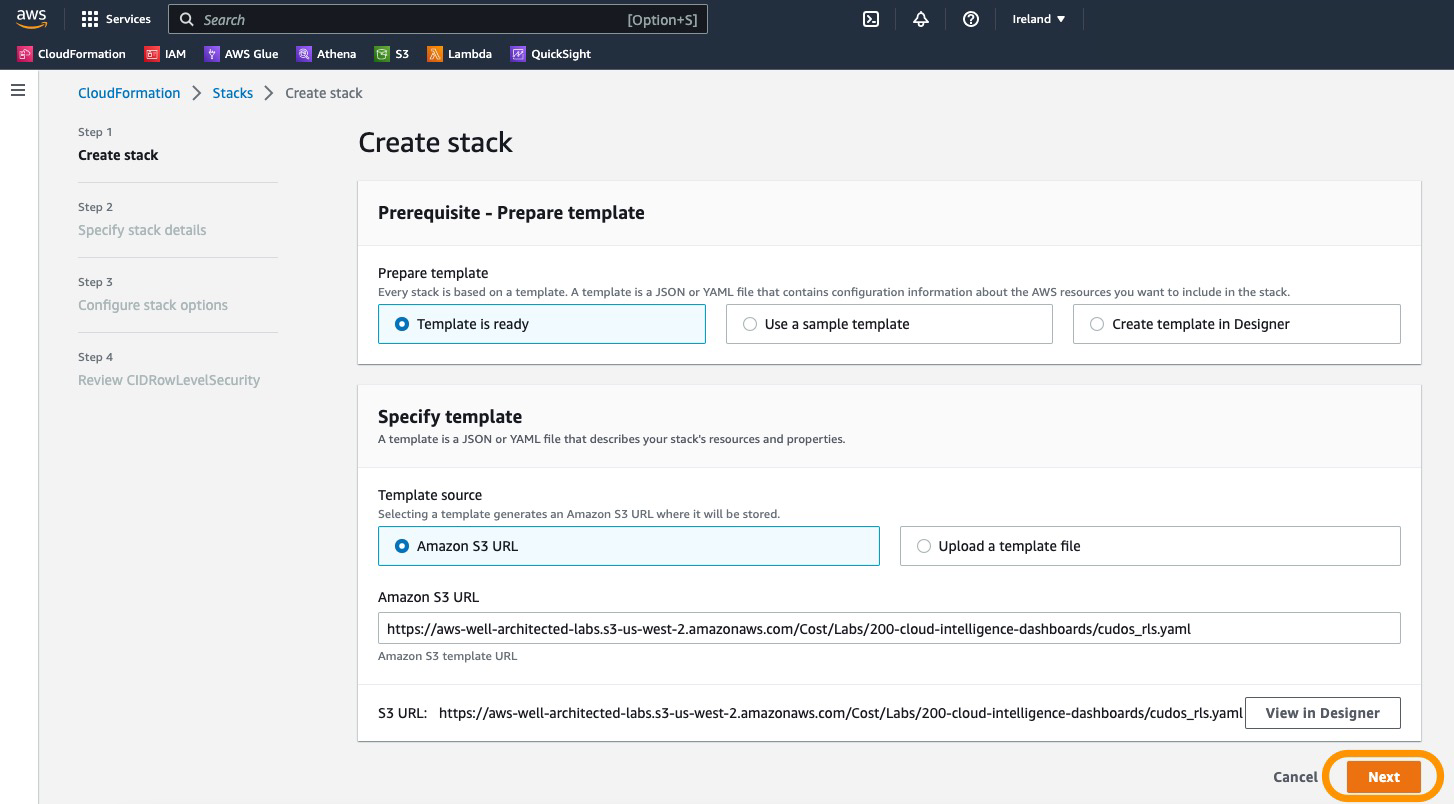 aws
Services
Search
[Option+S]
Ireland
CloudFormation
IAM
AWS Glue
Athena
S3
Lambda
QuickSight
CloudFormation
Stacks
Create stack
Step 1
Create stack
Step 2
Specify stack details
Step 3
Configure stack options
Step 4
Review CIDRowLevelSecurity
Create stack
Prerequisite - Prepare template
Prepare template
Every stack is based on a template. A template is a JSON or YAML file that contains configuration information about the AWS resources you want to include in the stack.
Template is ready
Use a sample template
Create template in Designer
Specify template
A template is a JSON or YAML file that describes your stack's resources and properties.
Template source
Selecting a template generates an Amazon S3 URL where it will be stored.
Amazon S3 URL
Upload a template file
Amazon S3 URL
https://aws-well-architected-labs.s3-us-west-2.amazonaws.com/Cost/Labs/200-cloud-intelligence-dashboards/cudos_rls.yaml
Amazon S3 template URL
S3 URL: https://aws-well-architected-labs.s3-us-west-2.amazonaws.com/Cost/Labs/200-cloud-intelligence-dashboards/cudos_rls.yaml
View in Designer
Cancel
Next